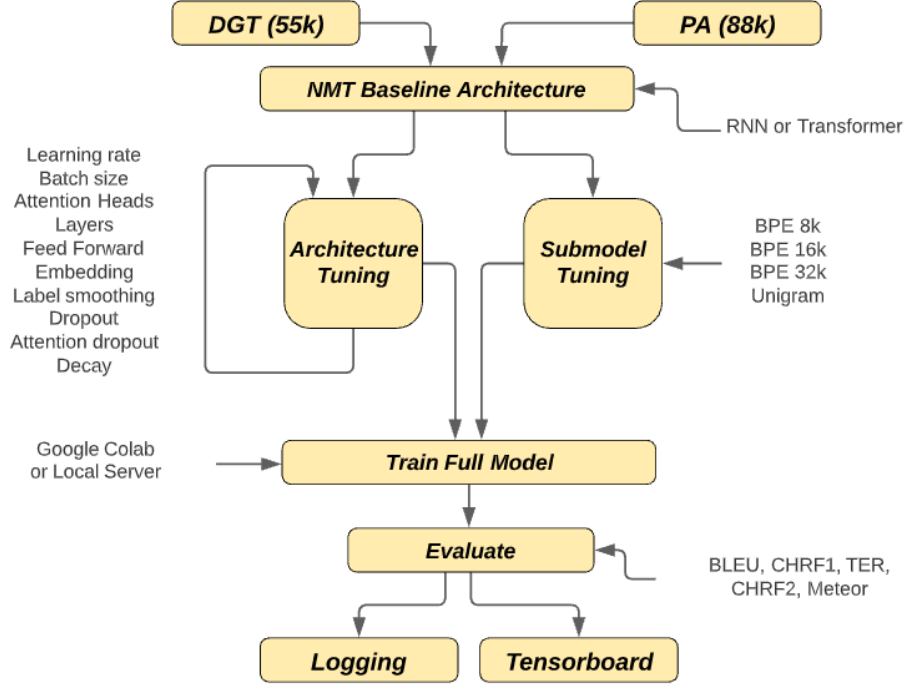 DGT (55k)
PA (88k)
NMT Baseline Architecture
RNN or Transformer
Learning rate
Batch size
Attention Heads
Layers
Feed Forward
Embedding
Label smoothing
Dropout
Attention dropout
Decay
Architecture
Tuning
Submodel
Tuning
BPE 8k
BPE 16k
BPE 32k
Unigram
Google Colab
or Local Server
Train Full Model
Evaluate
BLEU, CHRF1, TER,
CHRF2, Meteor
Logging
Tensorboard